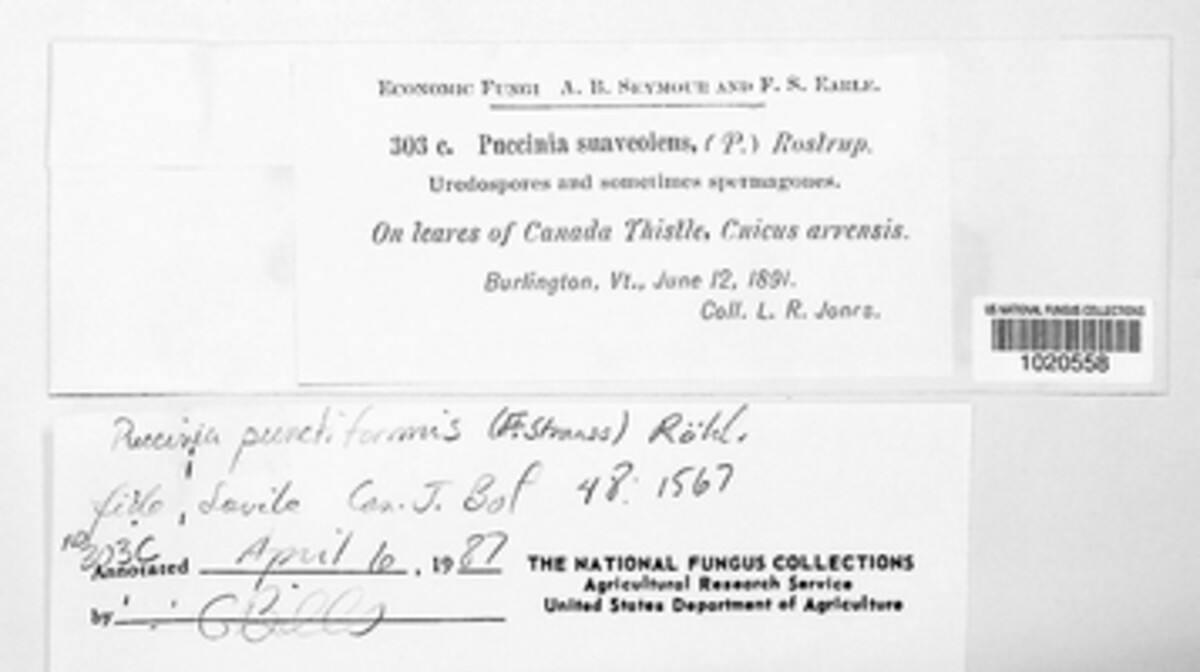 ECONOMIC FUNGI A. B. SEYMOUR AND F. S. EARLE.
303 c. Puccinia suaveolens, (P.) Rostrup.
Uredospores and sometimes spermagones.
On leaves of Canada Thistle, Cnicus arvensis.
Burlington, Vt., June 12, 1891.
Coll. L. R. Jones.
US NATIONAL FUNGUS COLLECTIONS
1020558
Puccinia punctiformis (F. Strauss) Röhl.
fide, Savile Can. J. Bot 48: 1567
no 303C
Annotated April 6, 1987
by G Bills
THE NATIONAL FUNGUS COLLECTIONS
Agricultural Research Service
United States Department of Agriculture